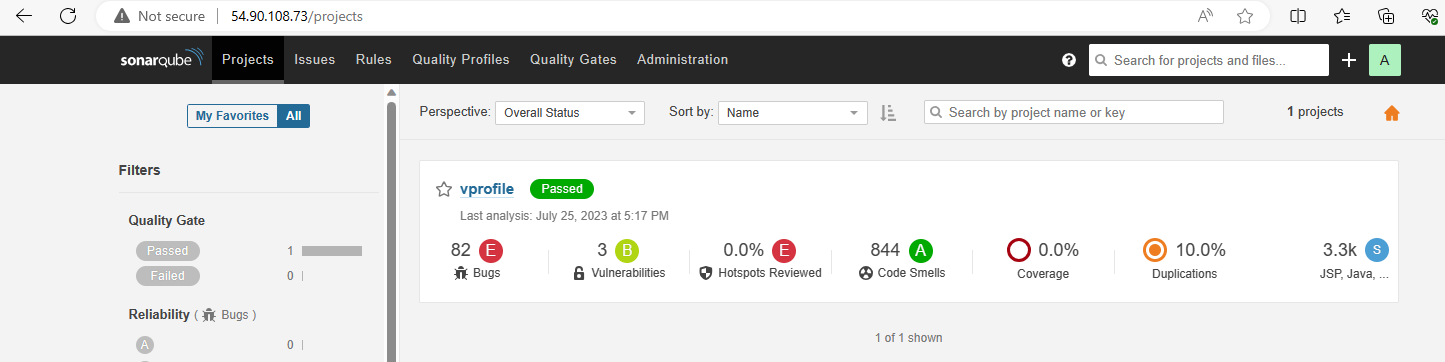 Not secure 54.90.108.73/projects
sonarqube Projects Issues Rules Quality Profiles Quality Gates Administration ? Search for projects and files... A
My Favorites All
Perspective: Overall Status Sort by: Name Search by project name or key 1 projects
Filters
Quality Gate
Passed 1
Failed 0
Reliability ( Bugs )
A 0
vprofile Passed
Last analysis: July 25, 2023 at 5:17 PM
82 E 3 B 0.0% E 844 A 0.0% 10.0% 3.3k S
Bugs Vulnerabilities Hotspots Reviewed Code Smells Coverage Duplications JSP, Java, ...
1 of 1 shown